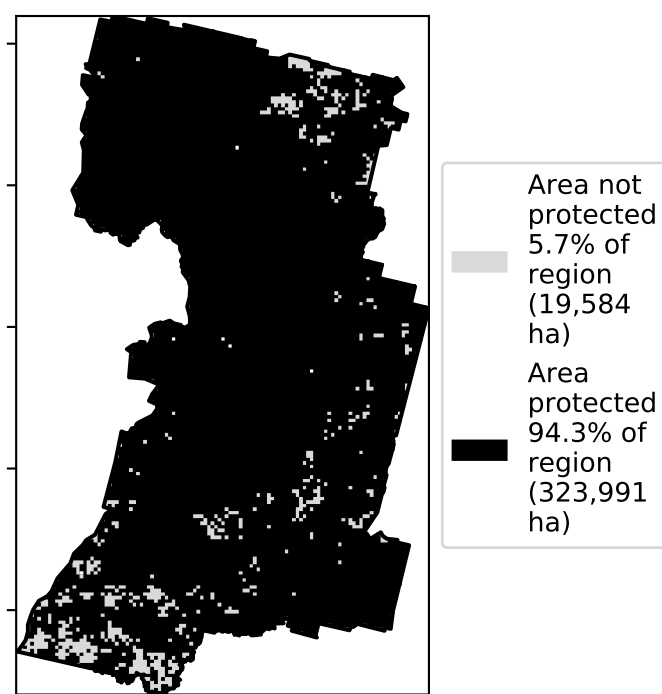 Area not
protected
5.7% of
region
(19,584
ha)
Area
protected
94.3% of
region
(323,991
ha)